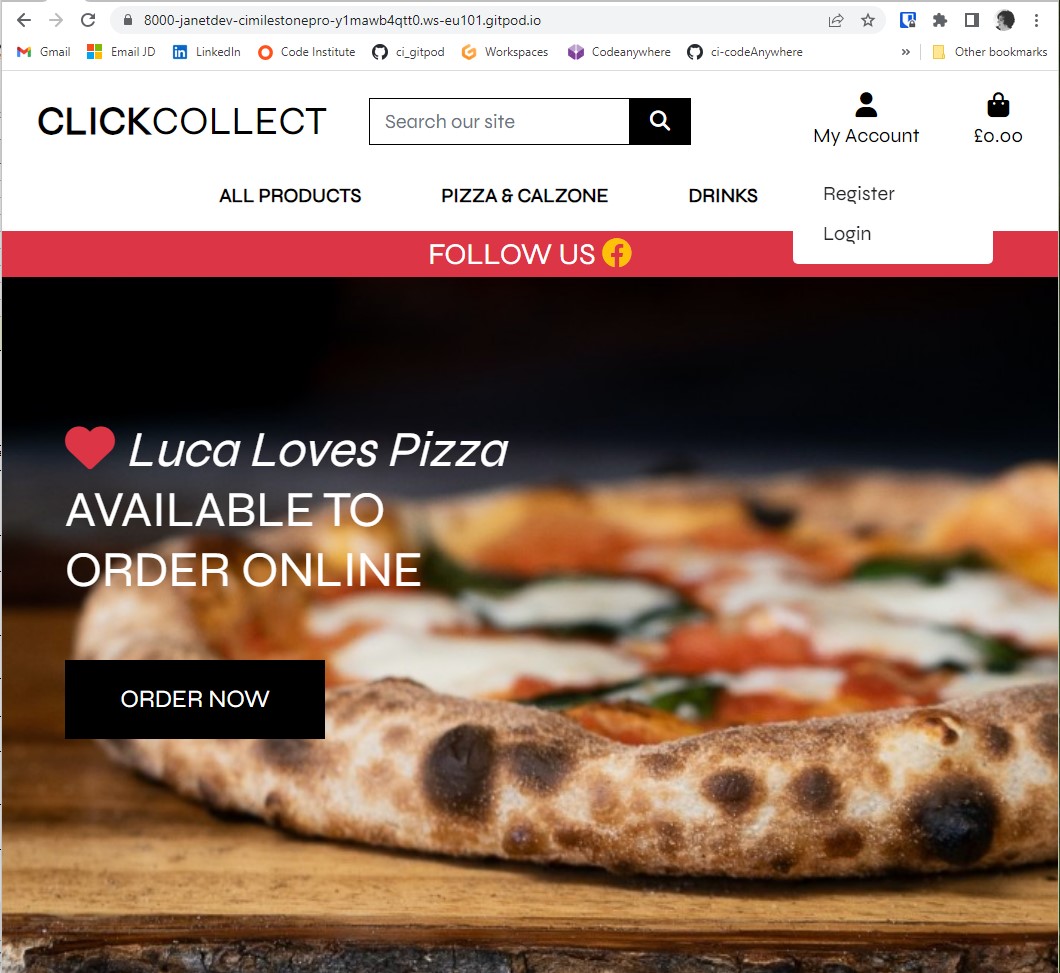 8000-janetdev-cimilestonepro-y1mawb4qtt0.ws-eu101.gitpod.io
Gmail Email JD LinkedIn Code Institute ci_gitpod Workspaces Codeanywhere ci-codeAnywhere » Other bookmarks
CLICKCOLLECT
Search our site
My Account
£0.00
ALL PRODUCTS PIZZA & CALZONE DRINKS
Register
Login
FOLLOW US
Luca Loves Pizza
AVAILABLE TO
ORDER ONLINE
ORDER NOW